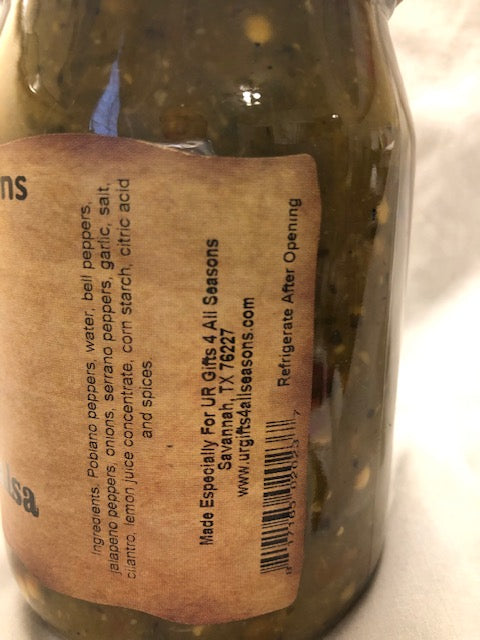 ns
Ingredients. Poblano peppers, water, bell peppers,
jalapeno peppers, onions, serrano peppers, garlic, salt,
cilantro, lemon juice concentrate, corn starch, citric acid
and spices.
Made Especially For UR Gifts 4 All Seasons
Savannah, TX 76227
www.urgifts4allseasons.com
Refrigerate After Opening
lsa